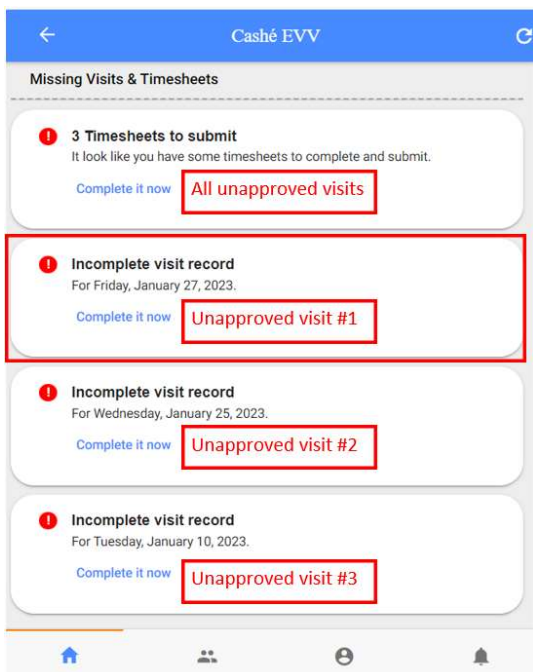 Cashé EVV
Missing Visits & Timesheets
3 Timesheets to submit
It look like you have some timesheets to complete and submit.
Complete it now
All unapproved visits
Incomplete visit record
For Friday, January 27, 2023.
Complete it now
Unapproved visit #1
Incomplete visit record
For Wednesday, January 25, 2023.
Complete it now
Unapproved visit #2
Incomplete visit record
For Tuesday, January 10, 2023.
Complete it now
Unapproved visit #3